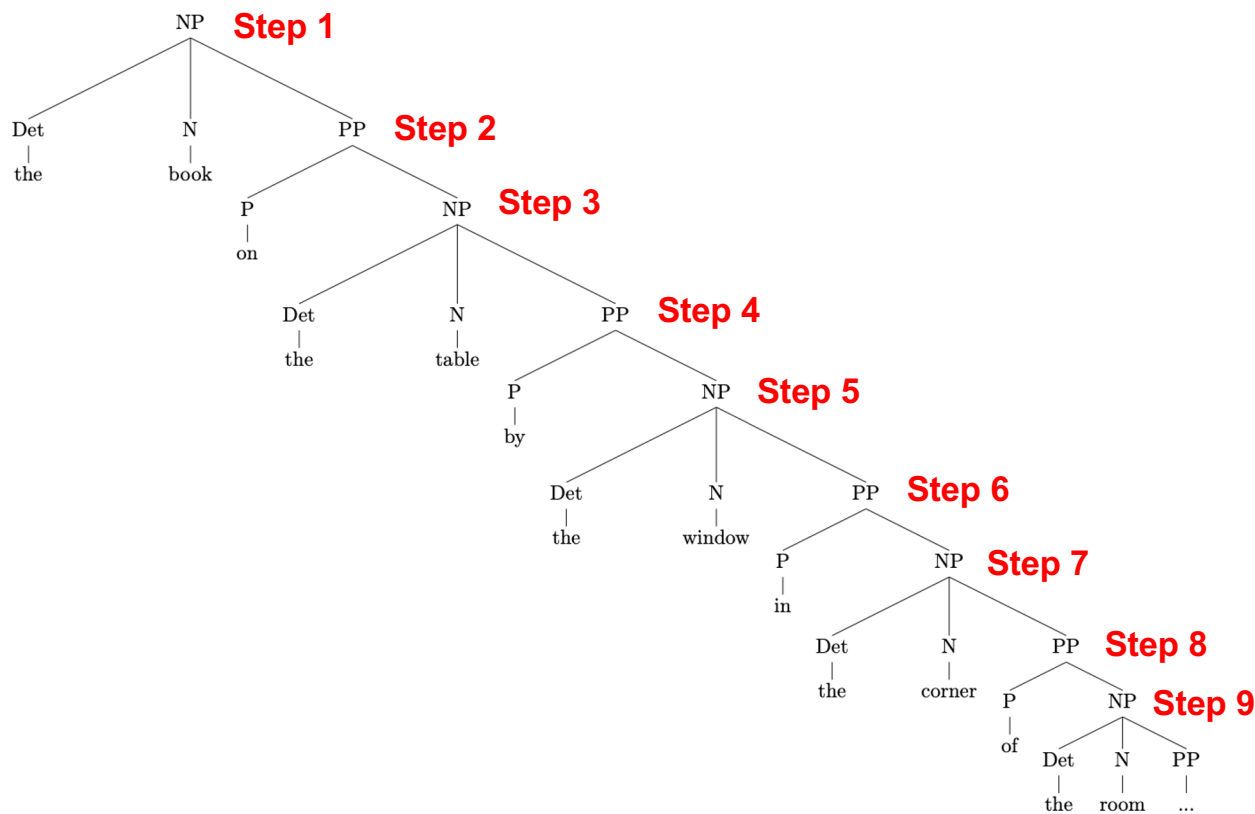 NP Step 1
Det N PP Step 2
the book
P NP Step 3
on
Det N PP Step 4
the table
P NP Step 5
by
Det N PP Step 6
the window
P NP Step 7
in
Det N PP Step 8
the corner
P NP Step 9
of
Det N PP
the room ...